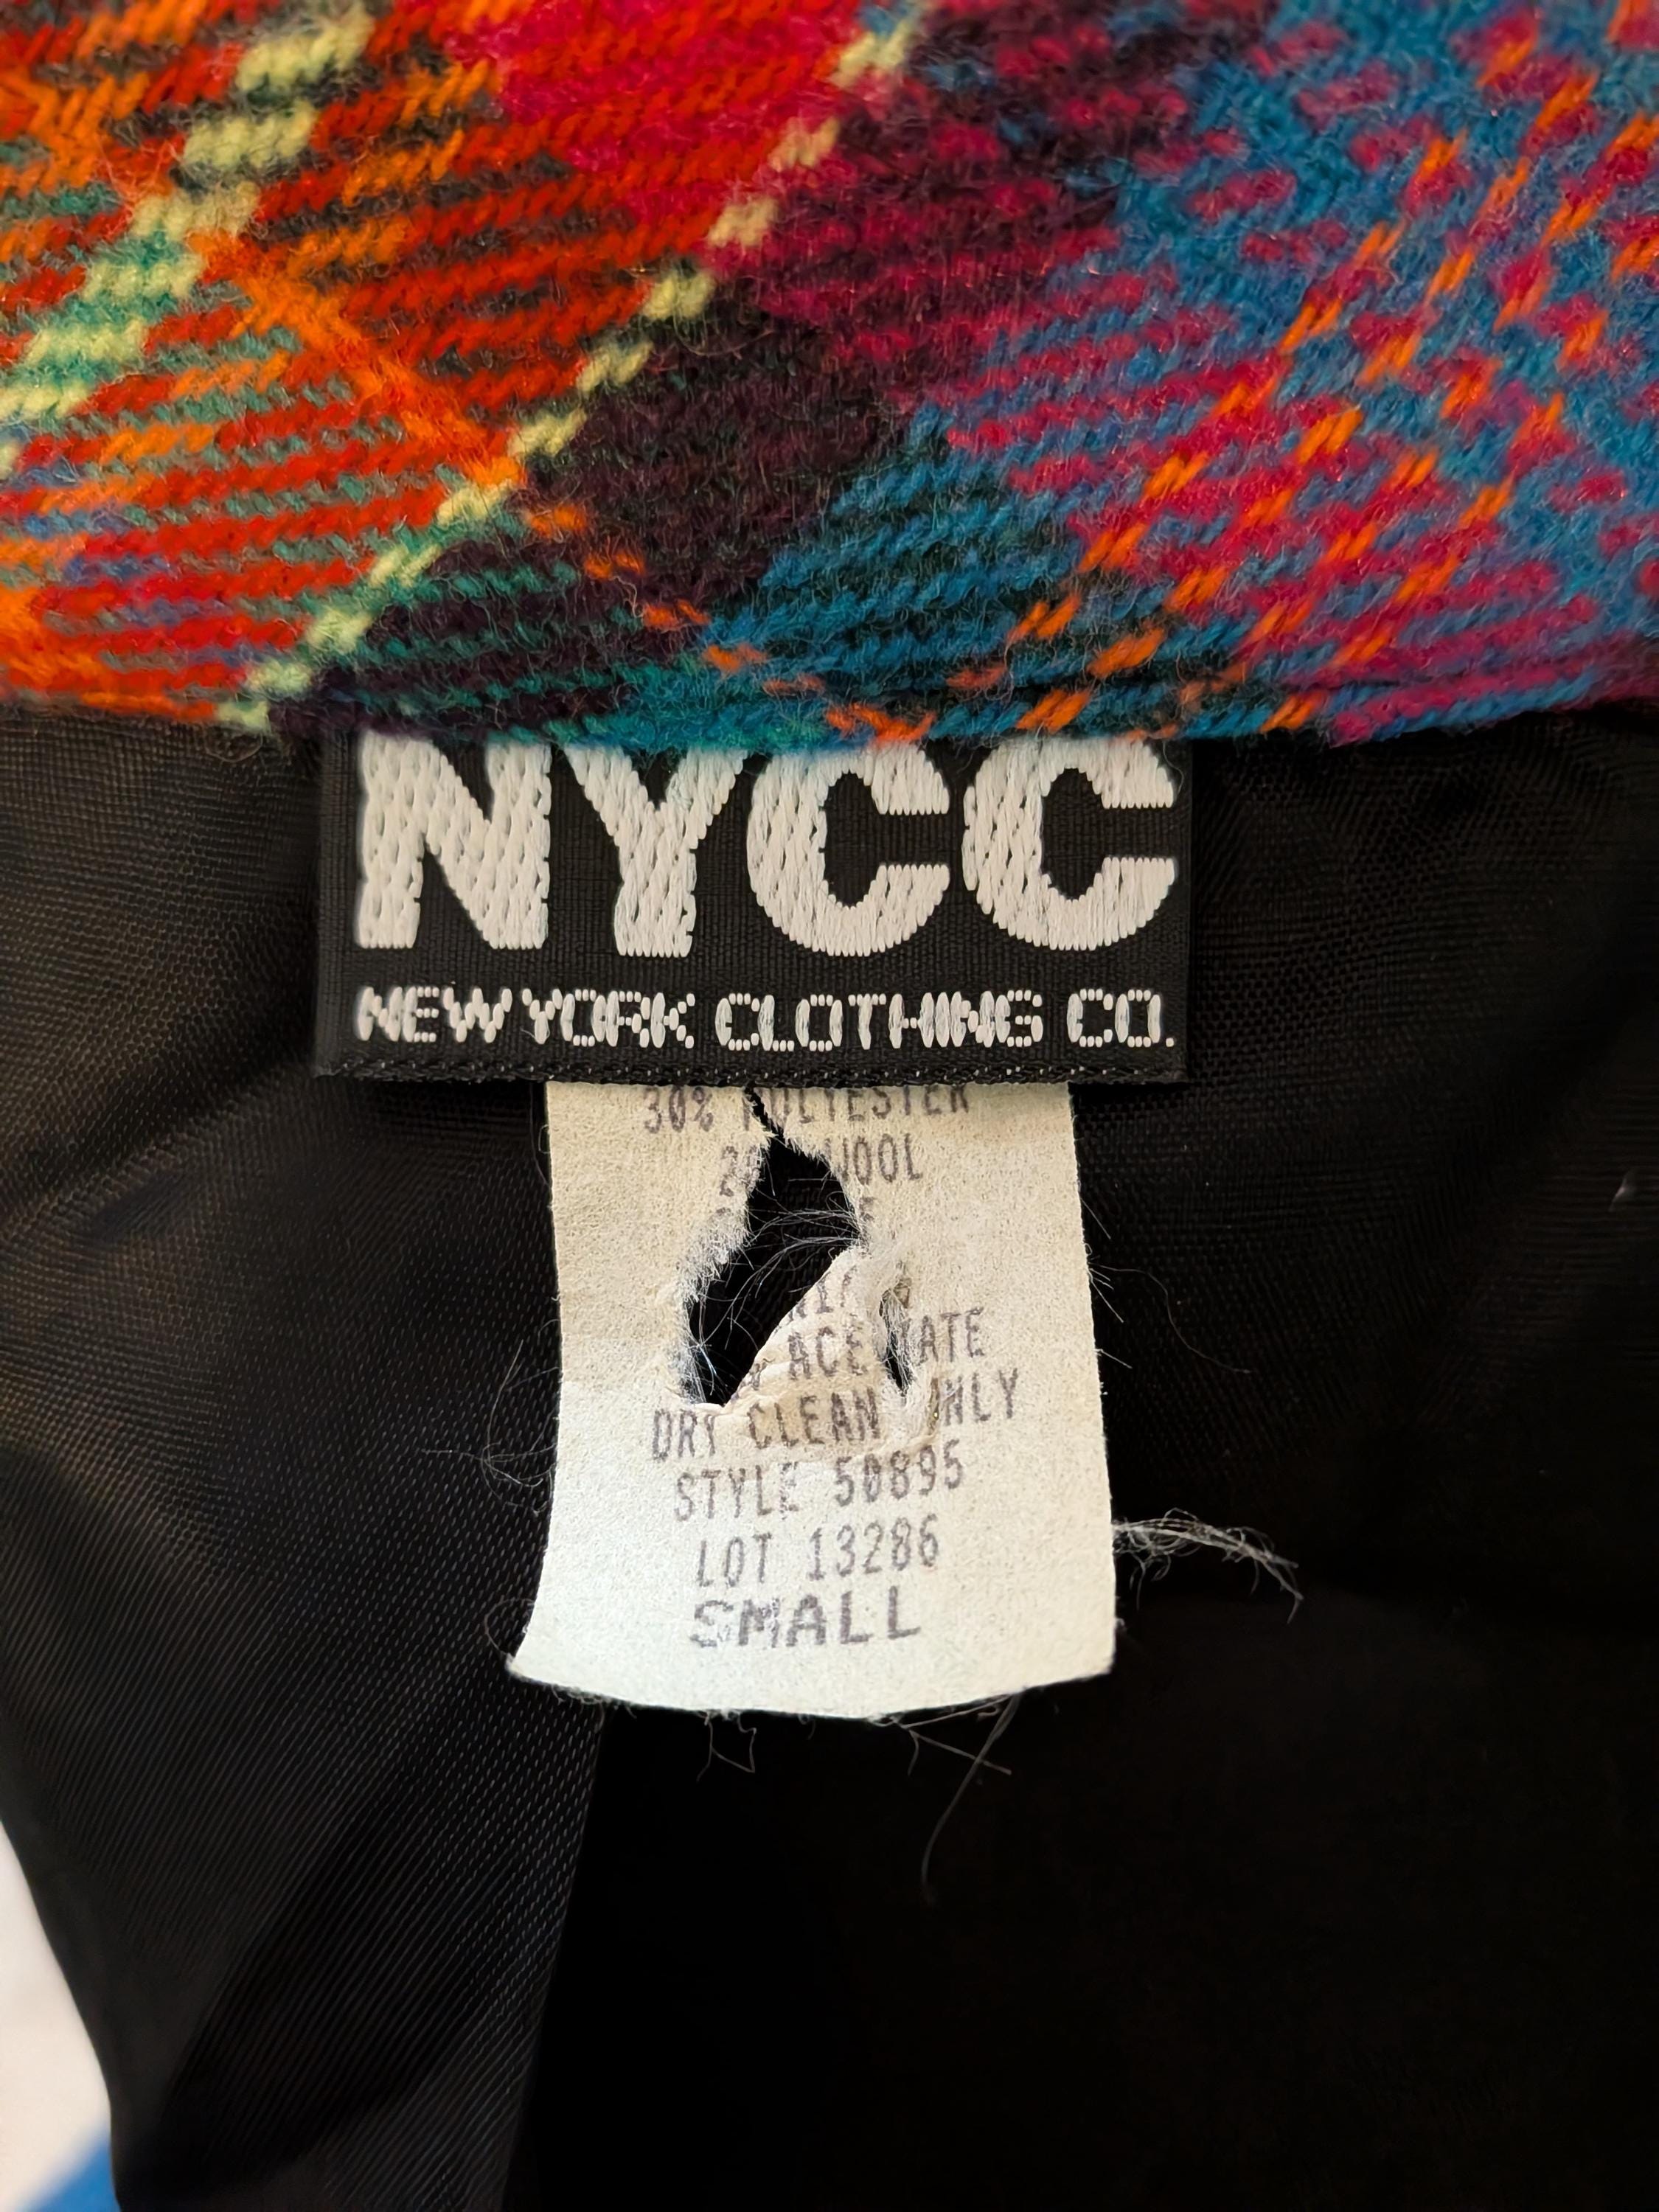 NYCC
NEW YORK CLOTHING CO.
30% POLYESTER
WOOL
ACETATE
DRY CLEAN ONLY
STYLE 50895
LOT 13286
SMALL